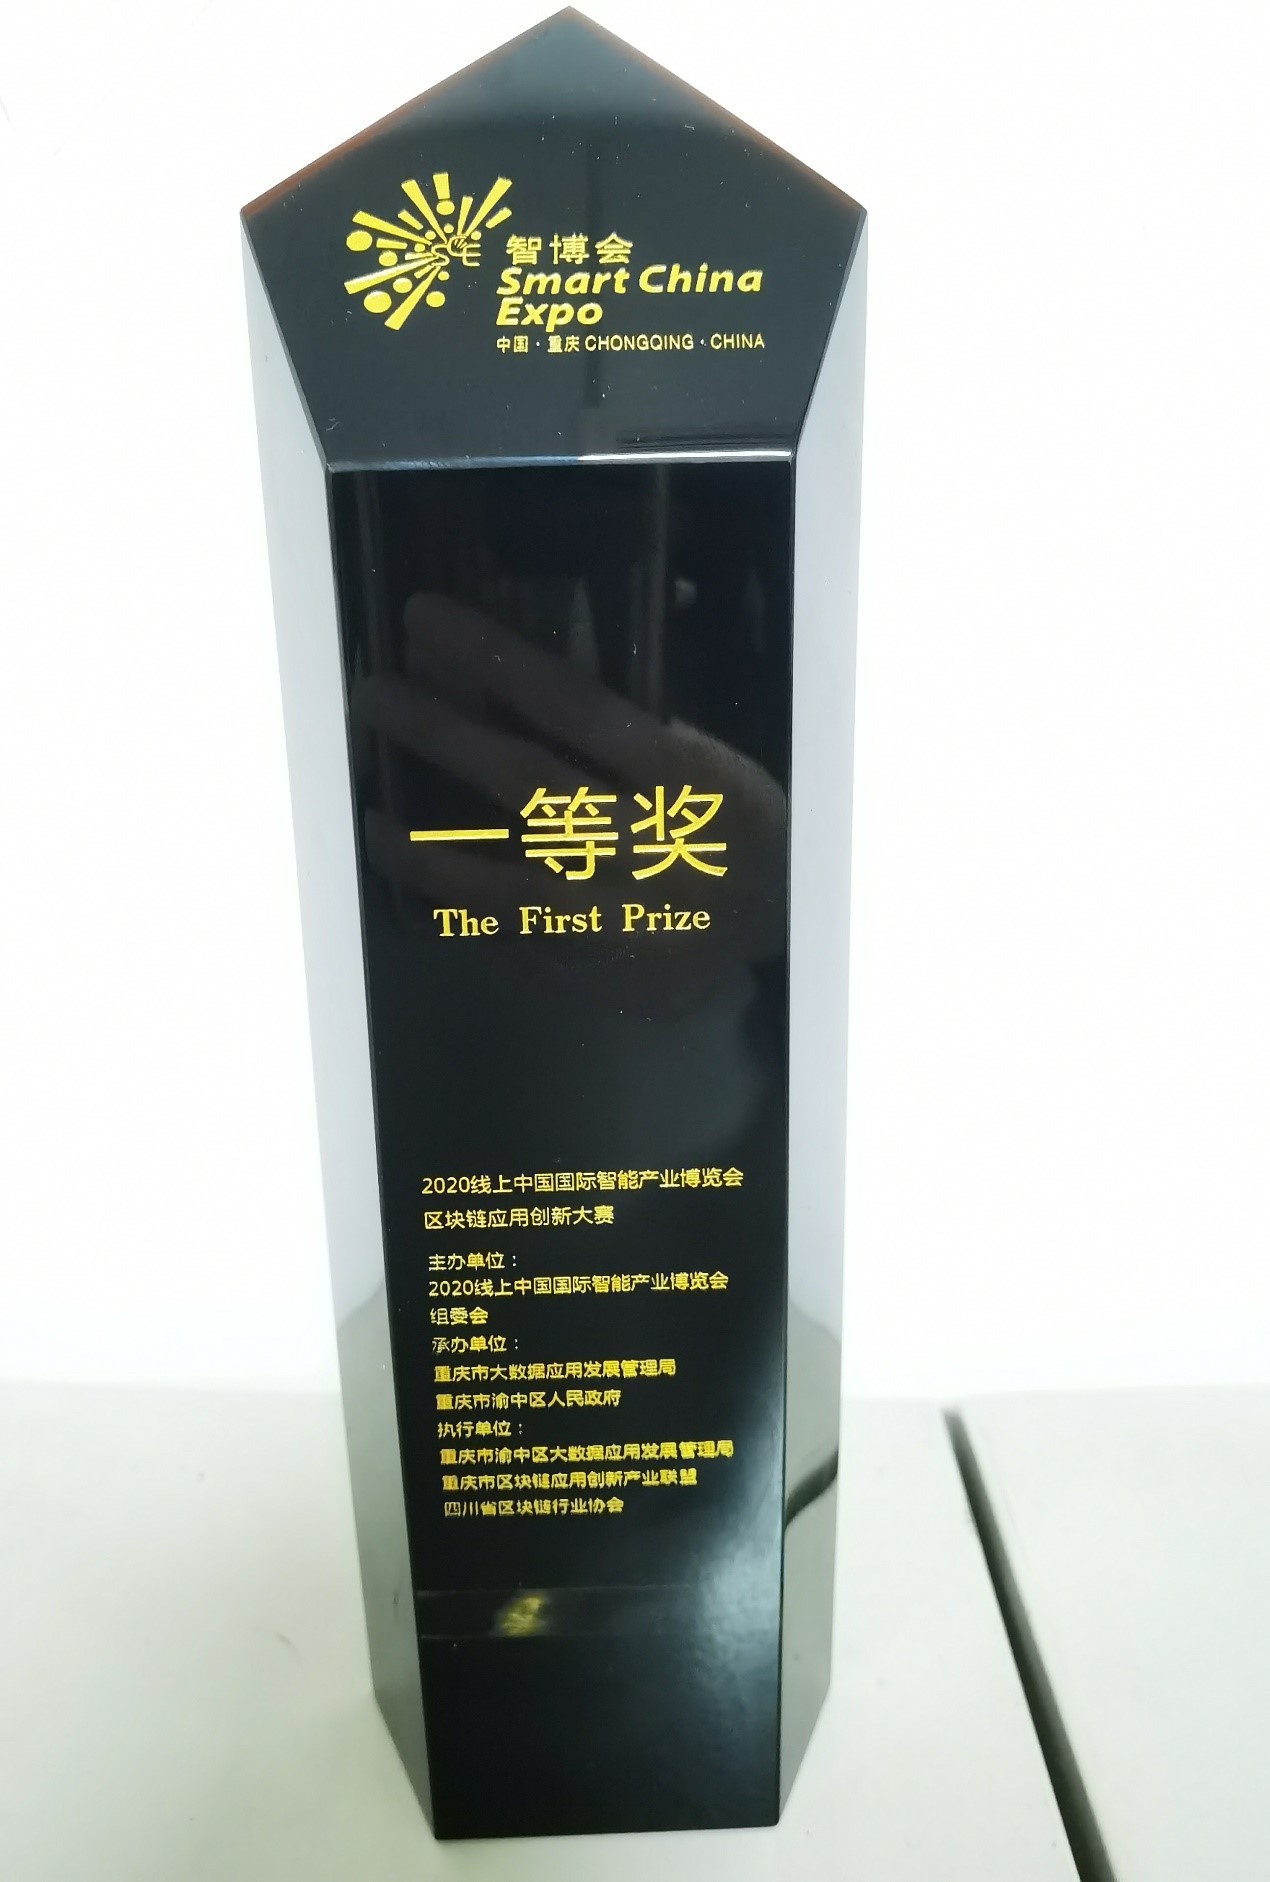 智博会
Smart China
Expo
中国·重庆 CHONGQING·CHINA
一等奖
The First Prize
2020线上中国国际智能产业博览会
区块链应用创新大赛
主办单位：
2020线上中国国际智能产业博览会
组委会
承办单位：
重庆市大数据应用发展管理局
重庆市渝中区人民政府
执行单位：
重庆市渝中区大数据应用发展管理局
重庆市区块链应用创新产业联盟
四川省区块链行业协会